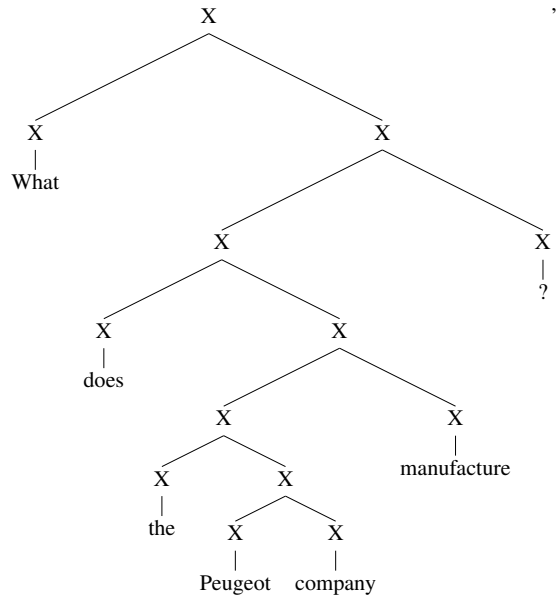 X ,
X X
What
X X
?
X X
does
X X
manufacture
X X
the
X X
Peugeot company